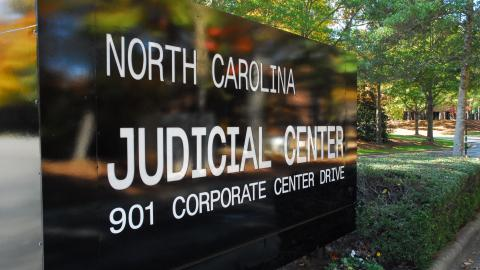 NORTH CAROLINA
JUDICIAL CENTER
901 CORPORATE CENTER DRIVE